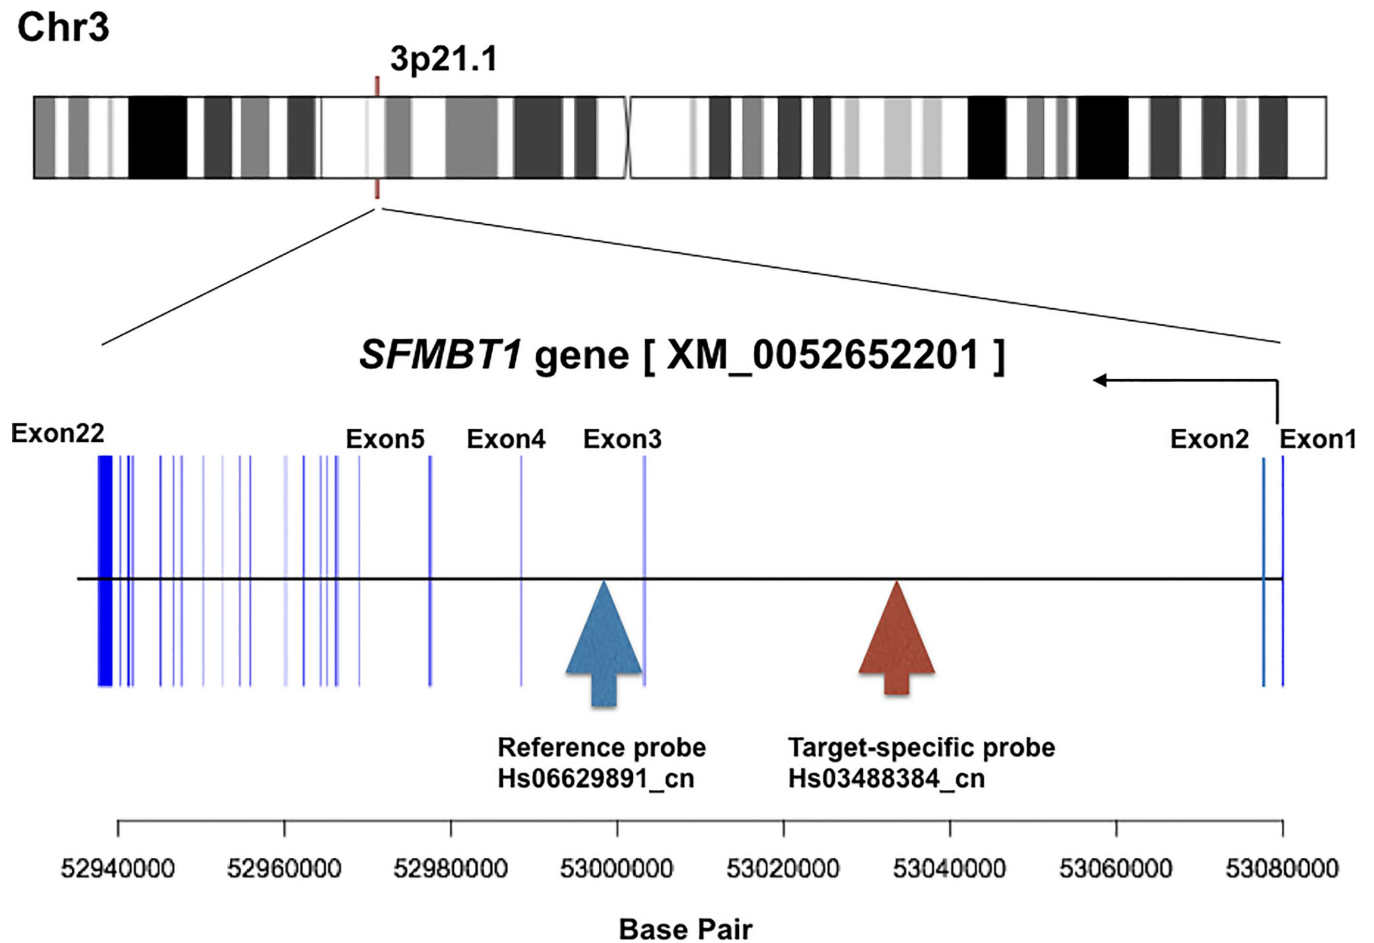 Chr3
3p21.1
SFMBT1 gene [ XM_0052652201 ]
Exon22
Exon5
Exon4
Exon3
Exon2
Exon1
Reference probe
Hs06629891_cn
Target-specific probe
Hs03488384_cn
52940000 52960000 52980000 53000000 53020000 53040000 53060000 53080000
Base Pair